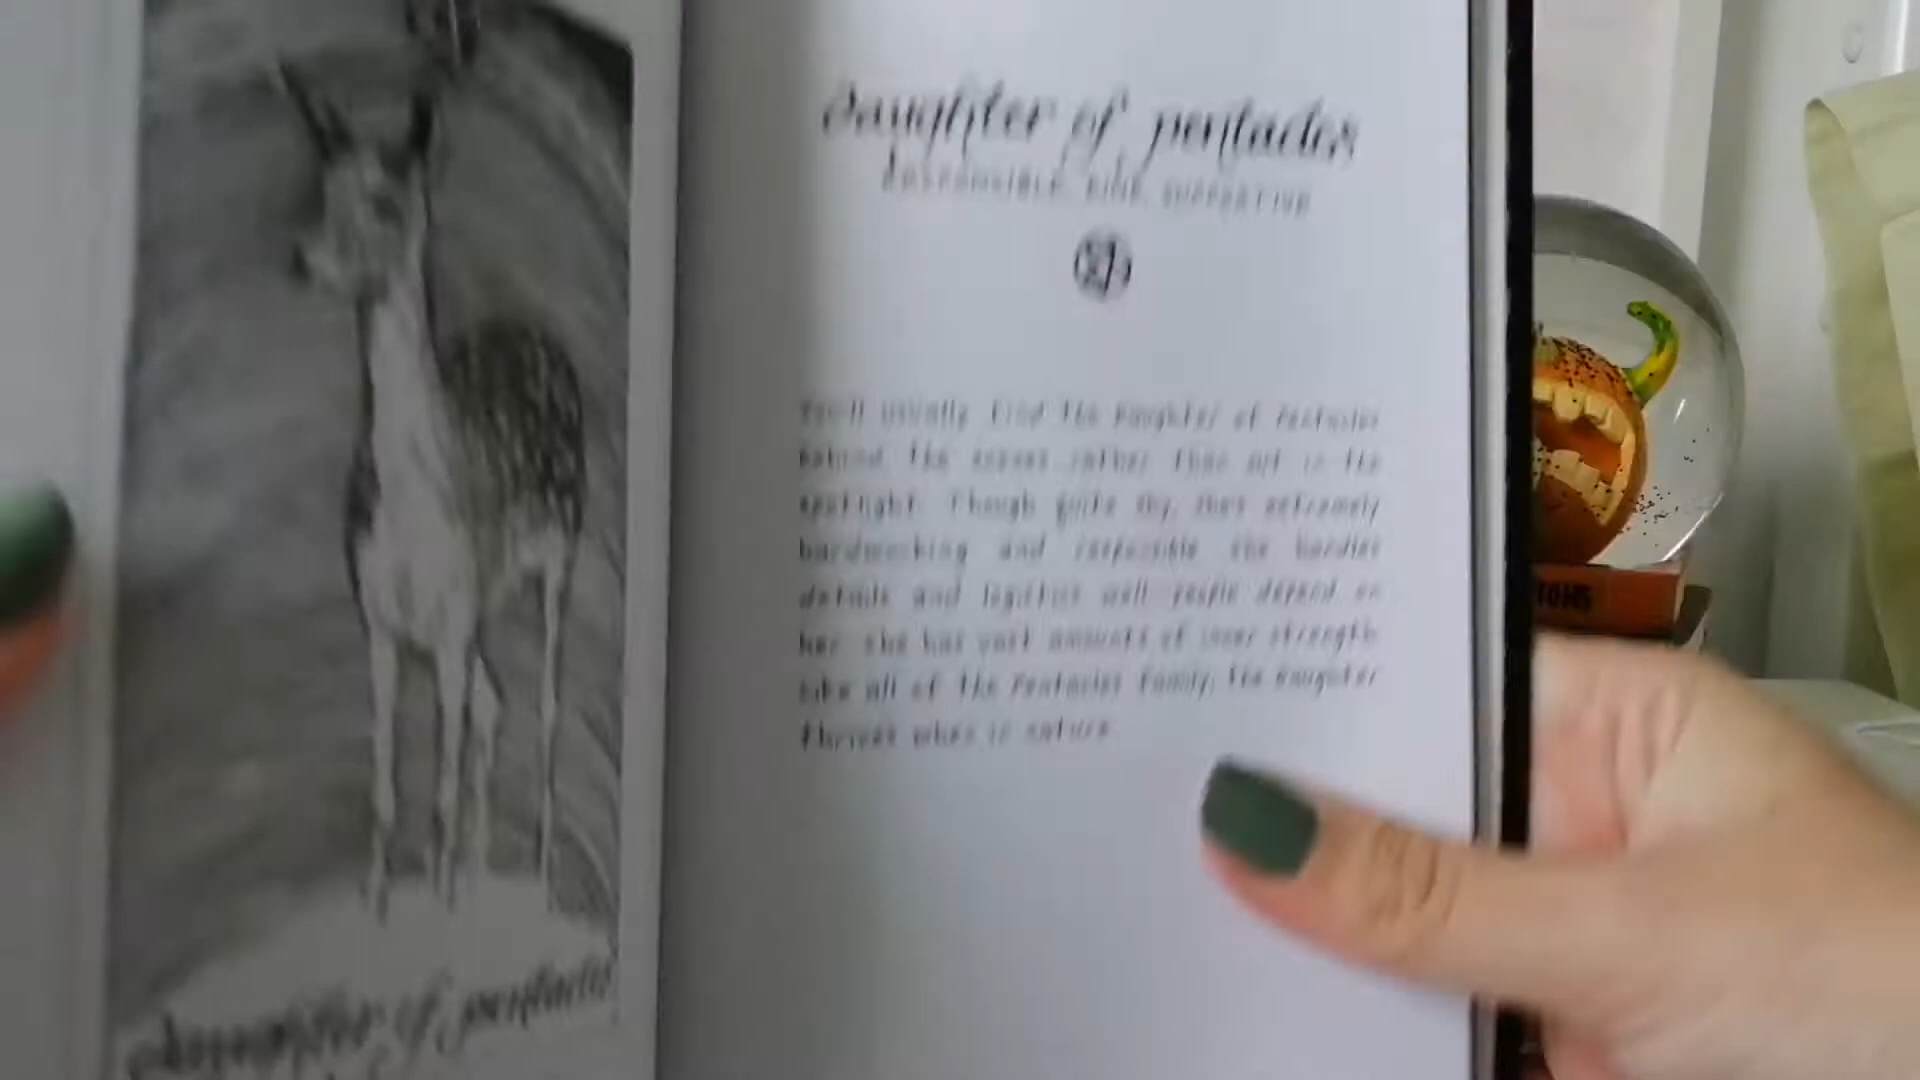 daughter of pentacles
RESPONSIBLE, KIND, SUPPORTIVE
You'll usually find the Daughter of Pentacles
behind the scenes rather than out in the
spotlight. Though quite shy, she's extremely
hardworking and responsible. She handles
details and logistics well—people depend on
her. She has vast amounts of inner strength.
Like all of the Pentacles family, the Daughter
thrives when in nature.
daughter of pentacles